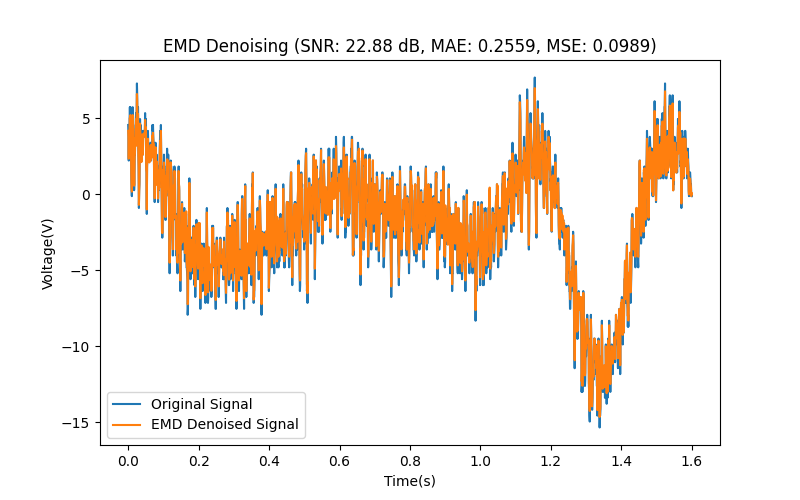 EMD Denoising (SNR: 22.88 dB, MAE: 0.2559, MSE: 0.0989)
5
0
−5
−10
−15
Voltage(V)
Original Signal
EMD Denoised Signal
0.0 0.2 0.4 0.6 0.8 1.0 1.2 1.4 1.6
Time(s)